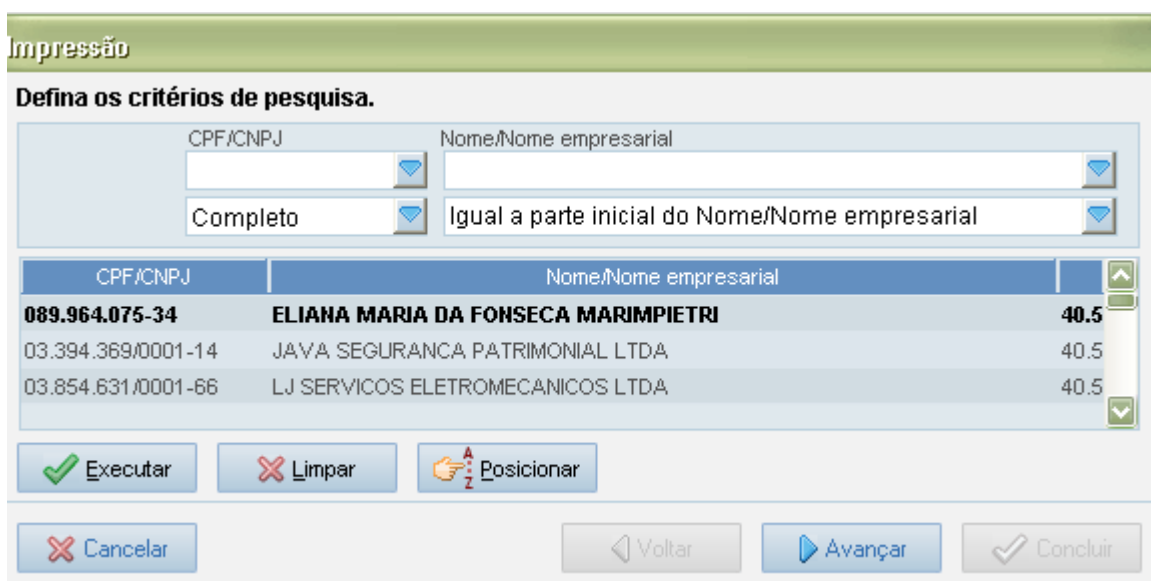 Impressão
Defina os critérios de pesquisa.
CPF/CNPJ Nome/Nome empresarial
Completo Igual a parte inicial do Nome/Nome empresarial
CPF/CNPJ Nome/Nome empresarial
089.964.075-34 ELIANA MARIA DA FONSECA MARIMPIETRI 40.5
03.394.369/0001-14 JAVA SEGURANCA PATRIMONIAL LTDA 40.5
03.854.631/0001-66 LJ SERVICOS ELETROMECANICOS LTDA 40.5
Executar Limpar A Z Posicionar
Cancelar Voltar Avançar Concluir